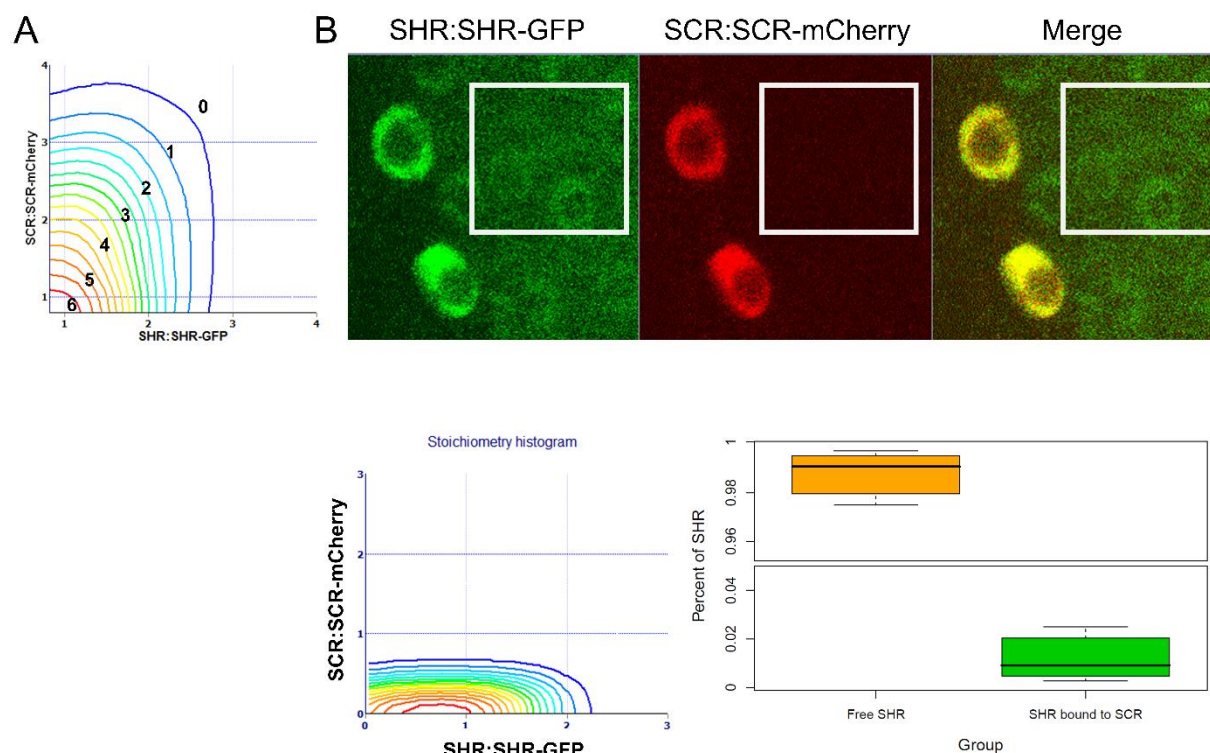 A
B
SHR:SHR-GFP
SCR:SCR-mCherry
Merge
4
3
2
1
SCR:SCR-mCherry
0
1
2
3
4
5
6
1
2
3
4
SHR:SHR-GFP
Stoichiometry histogram
3
2
1
0
SCR:SCR-mCherry
0
1
2
3
SHR:SHR-GFP
1
0.98
0.96
0.04
0.02
0
Percent of SHR
Free SHR
SHR bound to SCR
Group